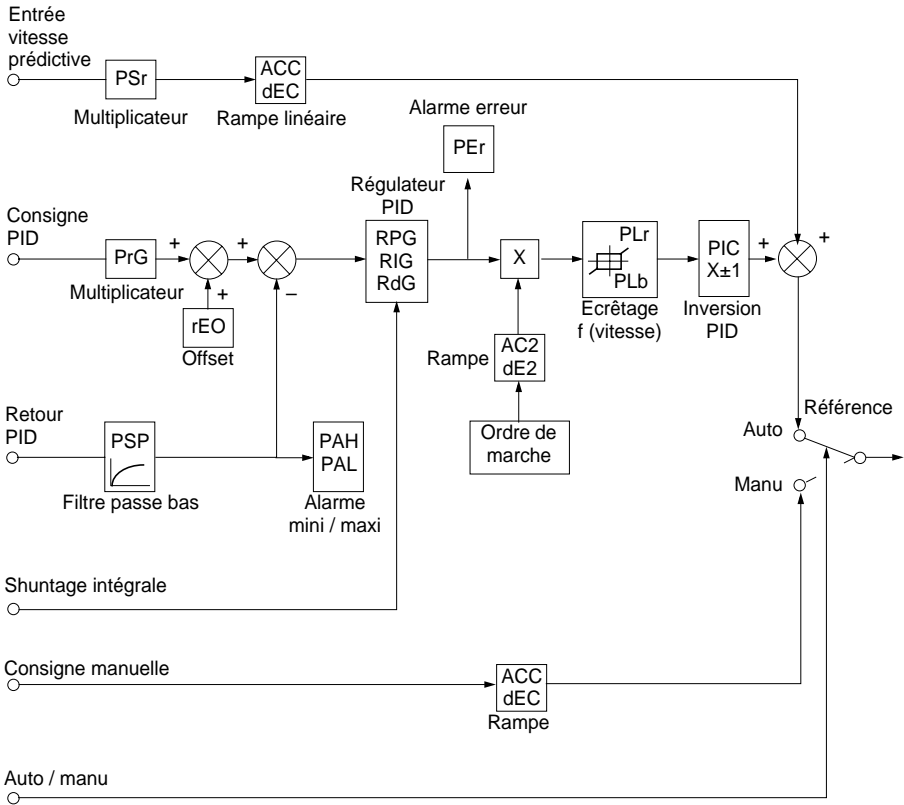 Entrée
vitesse
prédictive
PSr
Multiplicateur
ACC
dEC
Rampe linéaire
Alarme erreur
PEr
Régulateur
PID
Consigne
PID
PrG
Multiplicateur
+
+
+
rEO
Offset
–
RPG
RIG
RdG
X
PLr
PLb
Ecrêtage
f (vitesse)
PIC
X±1
Inversion
PID
+
+
Rampe
AC2
dE2
Ordre de
marche
Retour
PID
PSP
Filtre passe bas
PAH
PAL
Alarme
mini / maxi
Référence
Auto
Manu
Shuntage intégrale
Consigne manuelle
ACC
dEC
Rampe
Auto / manu